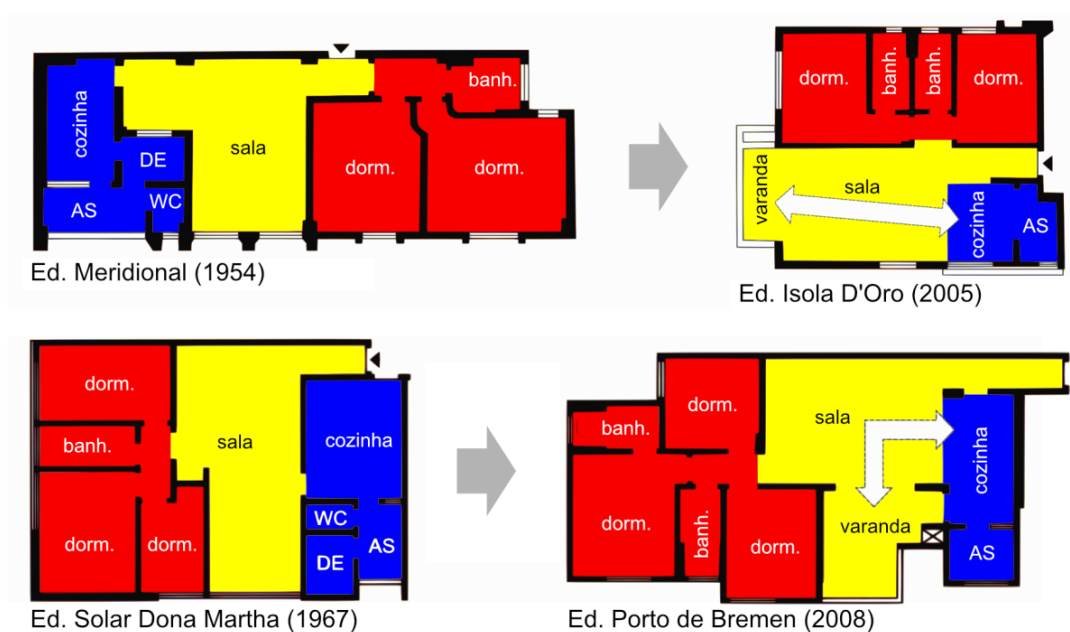 cozinha
AS
DE
WC
sala
dorm.
dorm.
banh.
Ed. Meridional (1954)
dorm.
banh.
banh.
dorm.
varanda
sala
cozinha
AS
Ed. Isola D'Oro (2005)
dorm.
banh.
dorm.
dorm.
sala
cozinha
WC
DE
AS
Ed. Solar Dona Martha (1967)
banh.
dorm.
dorm.
banh.
dorm.
sala
varanda
cozinha
AS
Ed. Porto de Bremen (2008)